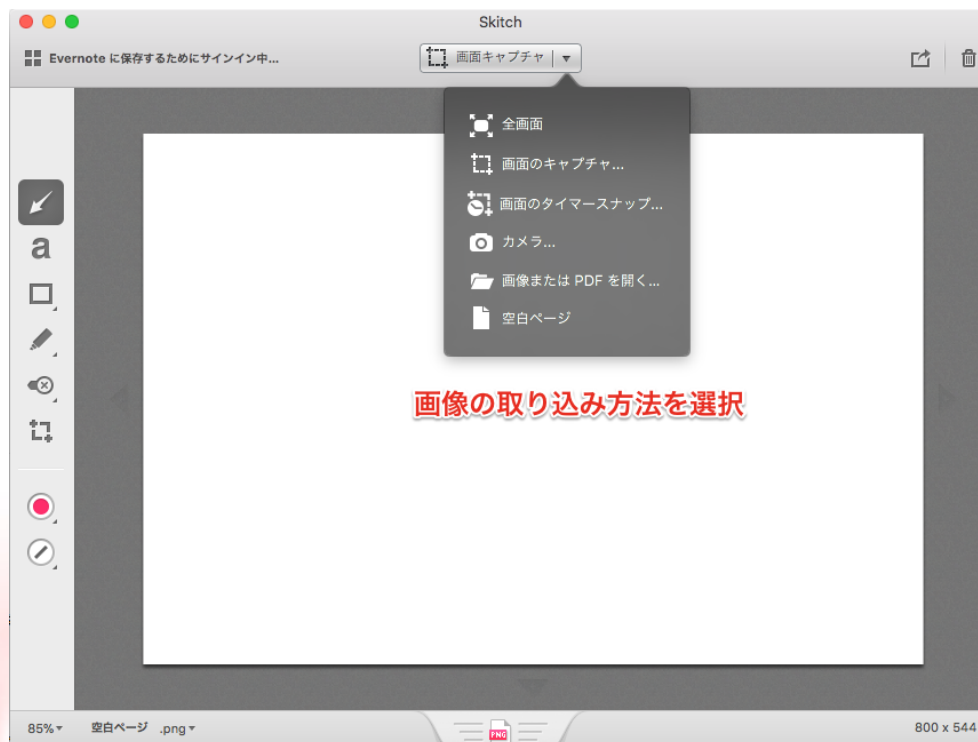 Skitch
Evernote に保存するためにサインイン中...
画面キャプチャ
全画面
画面のキャプチャ...
画面のタイマースナップ...
カメラ...
画像または PDF を開く...
空白ページ
a
画像の取り込み方法を選択
85%
空白ページ .png
PNG
800 x 544